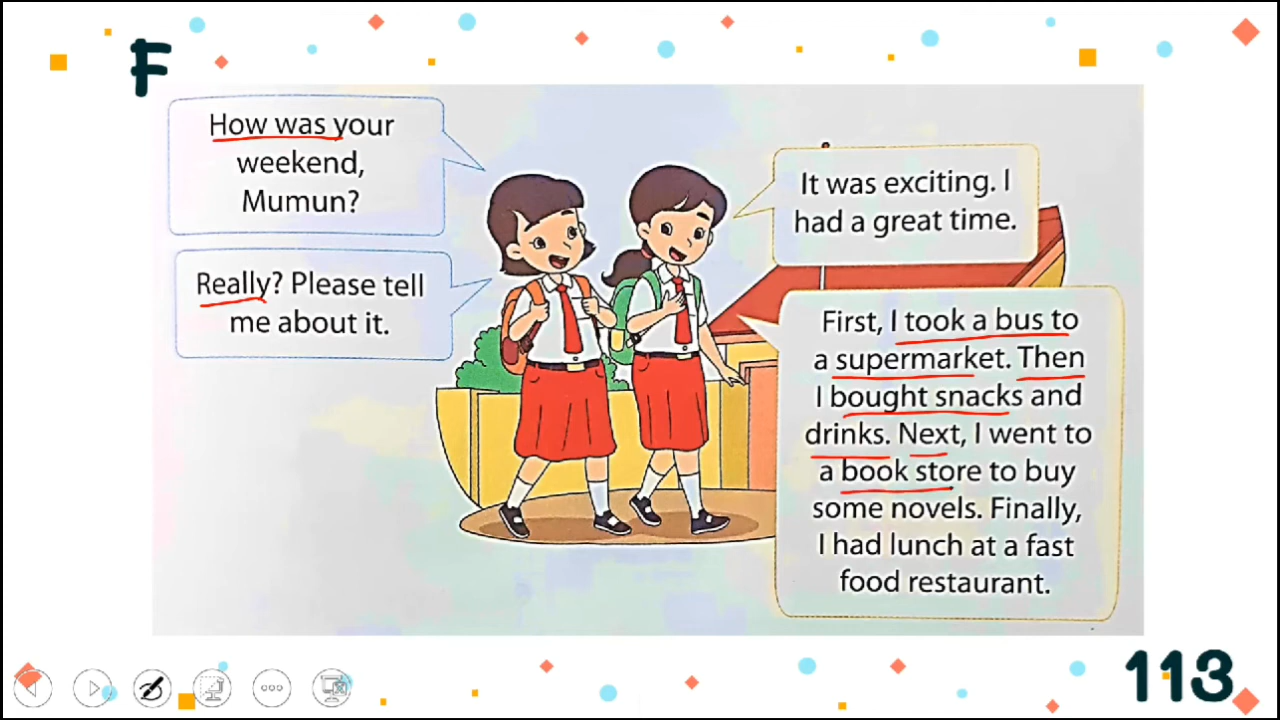 F
How was your
weekend,
Mumun?
It was exciting. I
had a great time.
Really? Please tell
me about it.
First, I took a bus to
a supermarket. Then
I bought snacks and
drinks. Next, I went to
a book store to buy
some novels. Finally,
I had lunch at a fast
food restaurant.
113